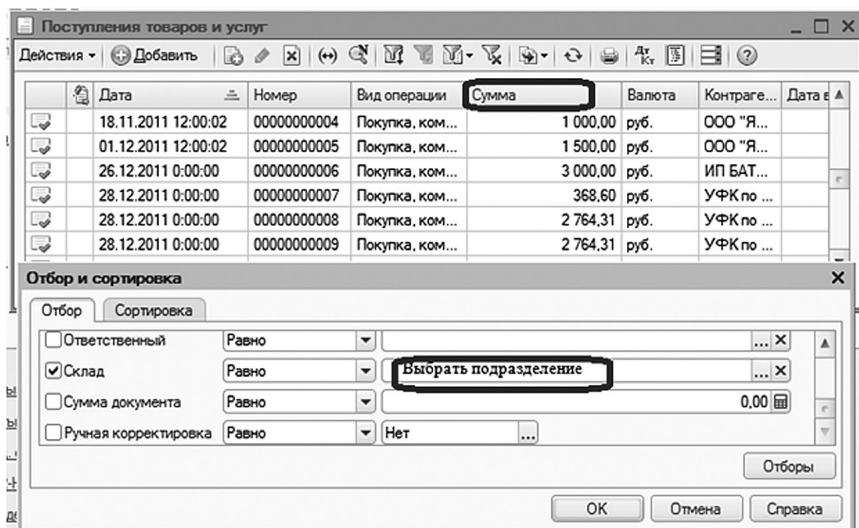 Поступления товаров и услуг
Действия Добавить Дт Кт
Дата Номер Вид операции Сумма Валюта Контраге... Дата в
18.11.2011 12:00:02 00000000004 Покупка, ком... 1 000,00 руб. ООО "Я...
01.12.2011 12:00:02 00000000005 Покупка, ком... 1 500,00 руб. ООО "Я...
26.12.2011 0:00:00 00000000006 Покупка, ком... 3 000,00 руб. ИП БАТ...
28.12.2011 0:00:00 00000000007 Покупка, ком... 368,60 руб. УФК по ...
28.12.2011 0:00:00 00000000008 Покупка, ком... 2 764,31 руб. УФК по ...
28.12.2011 0:00:00 00000000009 Покупка, ком... 2 764,31 руб. УФК по ...
Отбор и сортировка
Отбор Сортировка
Ответственный Равно ...
Склад Равно Выбрать подразделение ...
Сумма документа Равно 0,00
Ручная корректировка Равно Нет ...
Отборы
OK Отмена Справка